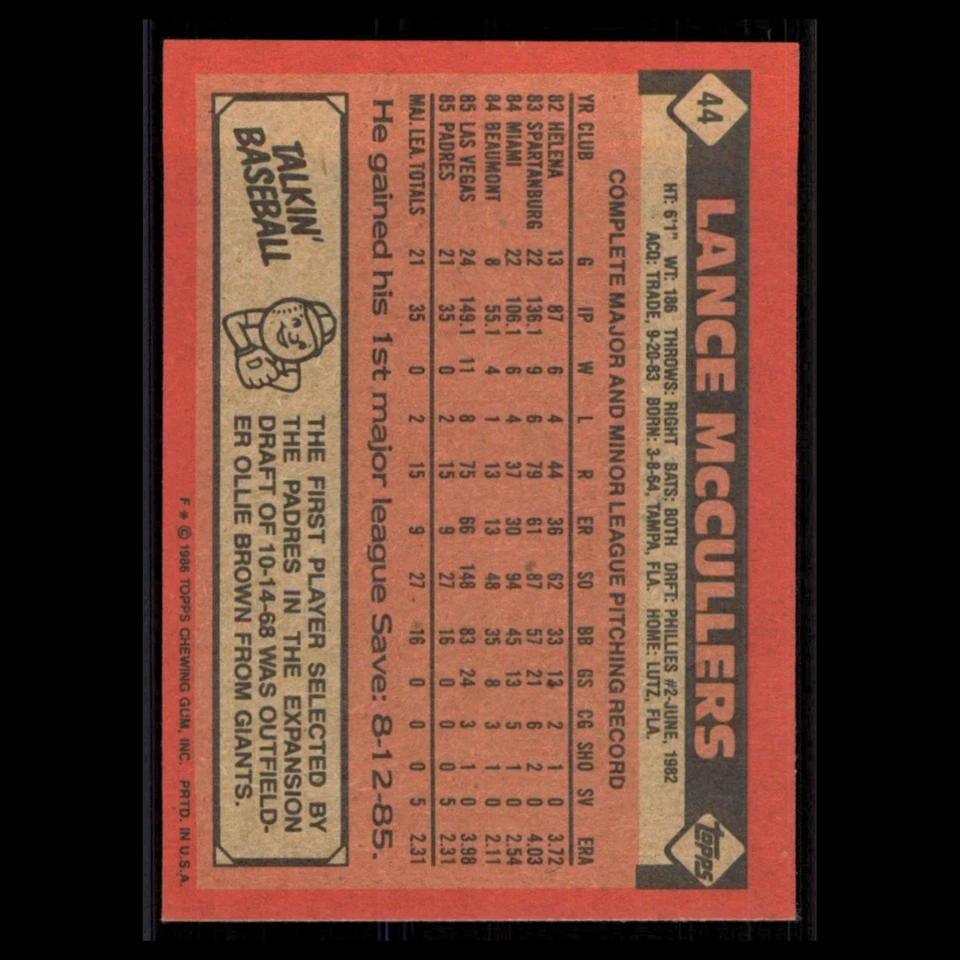 44
LANCE McCULLERS
TOPPS
HT: 6'1" WT: 186 THROWS: RIGHT BATS: BOTH DRFT: PHILLIES #2-JUNE, 1982
ACQ: TRADE, 9-20-83 BORN: 3-8-64, TAMPA, FLA. HOME: LUTZ, FLA.
COMPLETE MAJOR AND MINOR LEAGUE PITCHING RECORD
YR CLUB G IP W L R ER SO BB GS CG SHO SV ERA
82 HELENA 13 87 6 4 44 36 62 33 13 2 1 0 3.72
83 SPARTANBURG 22 136.1 9 6 79 61 87 57 21 6 2 0 4.03
84 MIAMI 22 106.1 6 4 37 30 94 45 13 5 1 0 2.54
84 BEAUMONT 8 55.1 4 1 13 13 48 35 8 3 1 0 2.11
85 LAS VEGAS 24 149.1 11 8 75 66 148 83 24 3 1 0 3.98
85 PADRES 21 35 0 2 15 9 27 16 0 0 0 5 2.31
MAJ. LEA. TOTALS 21 35 0 2 15 9 27 16 0 0 0 5 2.31
He gained his 1st major league Save: 8-12-85.
TALKIN'
BASEBALL
THE FIRST PLAYER SELECTED BY
THE PADRES IN THE EXPANSION
DRAFT OF 10-14-68 WAS OUTFIELD-
ER OLLIE BROWN FROM GIANTS.
F * © 1986 TOPPS CHEWING GUM, INC. PRTD. IN U.S.A.